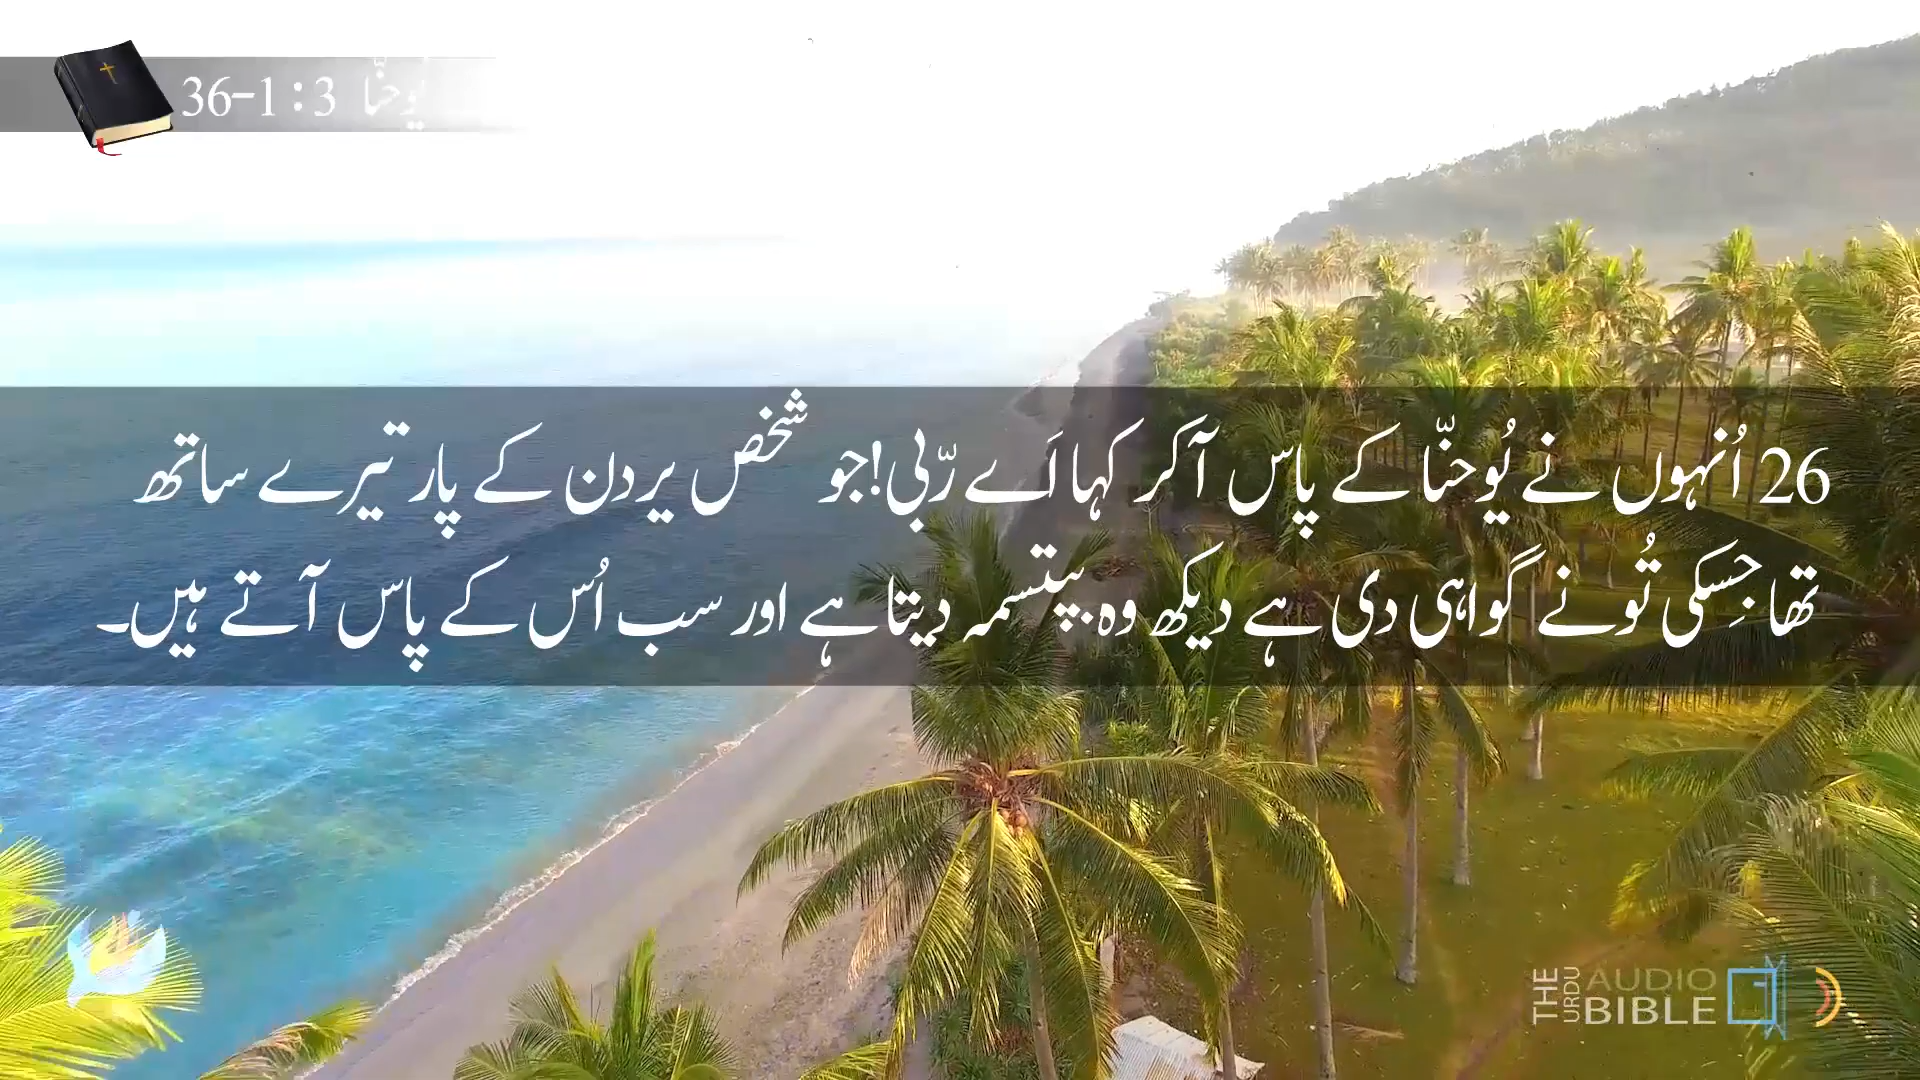 یُوحنّا 3 : 1-36
26 اُنہوں نے یُوحنّا کے پاس آکر کہا اَے رّبی!جو شخص یردن کے پار تیرے ساتھ
تھا جِسکی تُو نے گواہی دی ہے دیکھ وہ بپتسمہ دیتا ہے اور سب اُس کے پاس آتے ہیں۔
THE URDU AUDIO BIBLE